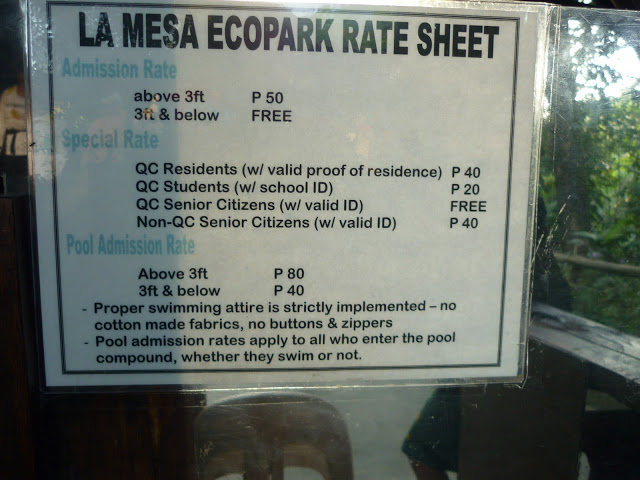 LA MESA ECOPARK RATE SHEET
Admission Rate
above 3ft P 50
3ft & below FREE
Special Rate
QC Residents (w/ valid proof of residence) P 40
QC Students (w/ school ID) P 20
QC Senior Citizens (w/ valid ID) FREE
Non-QC Senior Citizens (w/ valid ID) P 40
Pool Admission Rate
Above 3ft P 80
3ft & below P 40
- Proper swimming attire is strictly implemented – no
cotton made fabrics, no buttons & zippers
- Pool admission rates apply to all who enter the pool
compound, whether they swim or not.